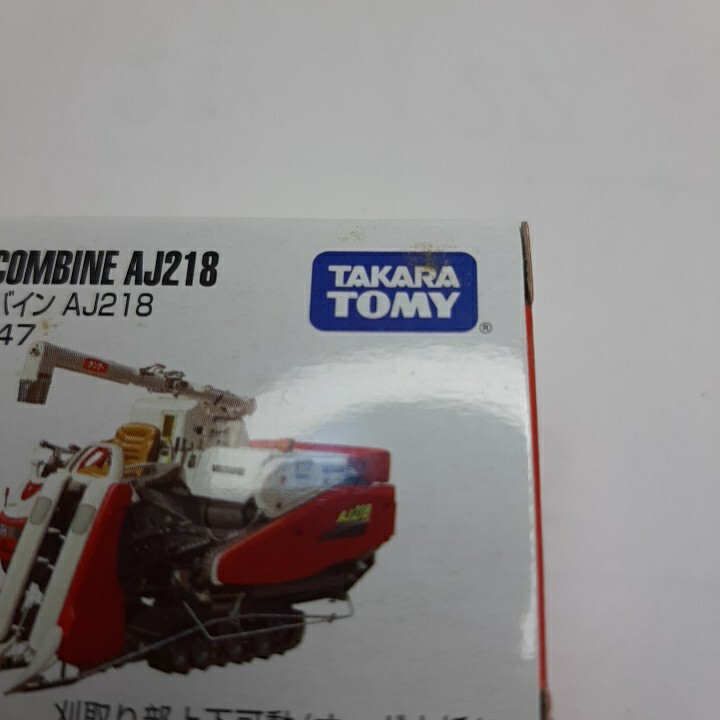 COMBINE AJ218
バイン AJ218
47
TAKARA
TOMY
®
AJ218